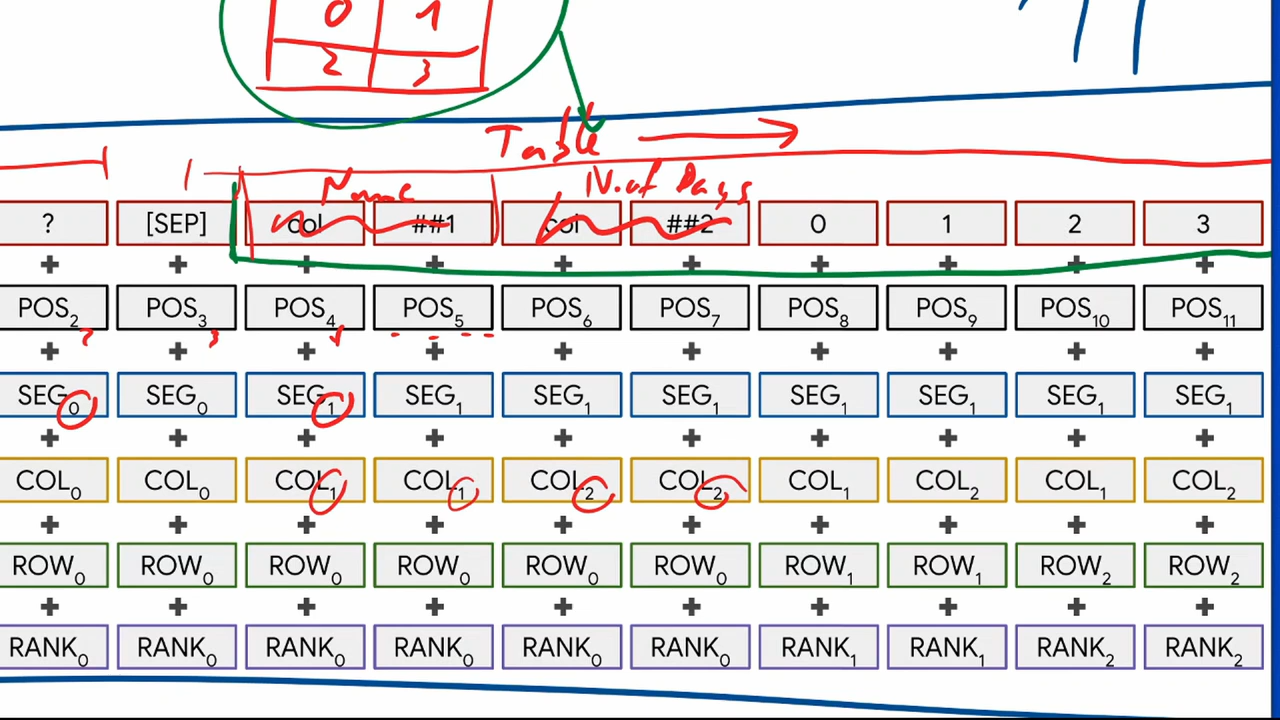 0 1
2 3
Table
Name N. of Days
? [SEP] col ##1 col ##2 0 1 2 3
+ + + + + + + + + +
POS2 POS3 POS4 POS5 POS6 POS7 POS8 POS9 POS10 POS11
+ + + + + + + + + +
SEG0 SEG0 SEG1 SEG1 SEG1 SEG1 SEG1 SEG1 SEG1 SEG1
+ + + + + + + + + +
COL0 COL0 COL1 COL1 COL2 COL2 COL1 COL2 COL1 COL2
+ + + + + + + + + +
ROW0 ROW0 ROW0 ROW0 ROW0 ROW0 ROW1 ROW1 ROW2 ROW2
+ + + + + + + + + +
RANK0 RANK0 RANK0 RANK0 RANK0 RANK0 RANK1 RANK1 RANK2 RANK2